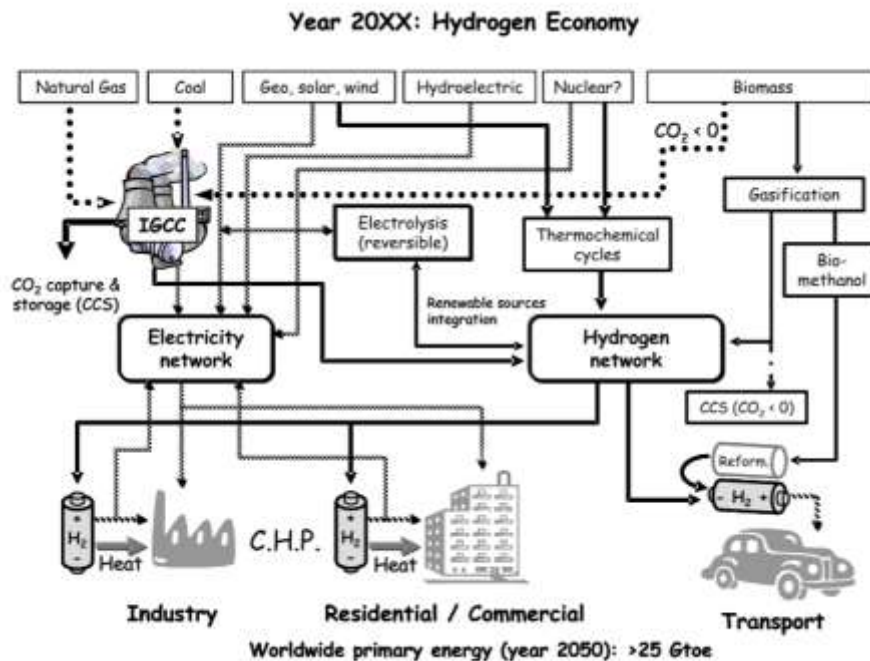 Year 20XX: Hydrogen Economy
Natural Gas
Coal
Geo, solar, wind
Hydroelectric
Nuclear?
Biomass
CO₂ < 0
IGCC
Electrolysis
(reversible)
Thermochemical
cycles
Gasification
Bio-
methanol
CO₂ capture &
storage (CCS)
Renewable sources
integration
Electricity
network
Hydrogen
network
CCS (CO₂ < 0)
Reform.
- H₂ +
+
H₂
-
Heat
C.H.P.
+
H₂
-
Heat
Industry
Residential / Commercial
Transport
Worldwide primary energy (year 2050): >25 Gtoe